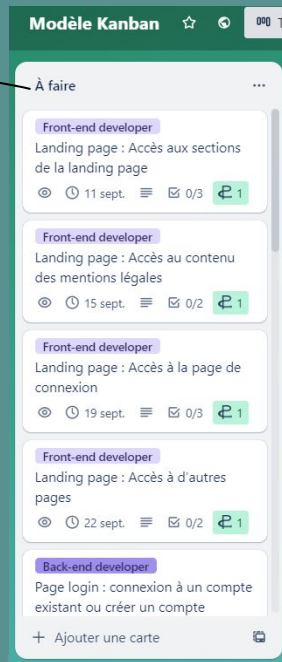 Modèle Kanban
À faire
Front-end developer
Landing page : Accès aux sections
de la landing page
11 sept.
0/3
1
Front-end developer
Landing page : Accès au contenu
des mentions légales
15 sept.
0/2
1
Front-end developer
Landing page : Accès à la page de
connexion
19 sept.
0/3
1
Front-end developer
Landing page : Accès à d'autres
pages
22 sept.
0/2
1
Back-end developer
Page login : connexion à un compte
existant ou créer un compte
+ Ajouter une carte